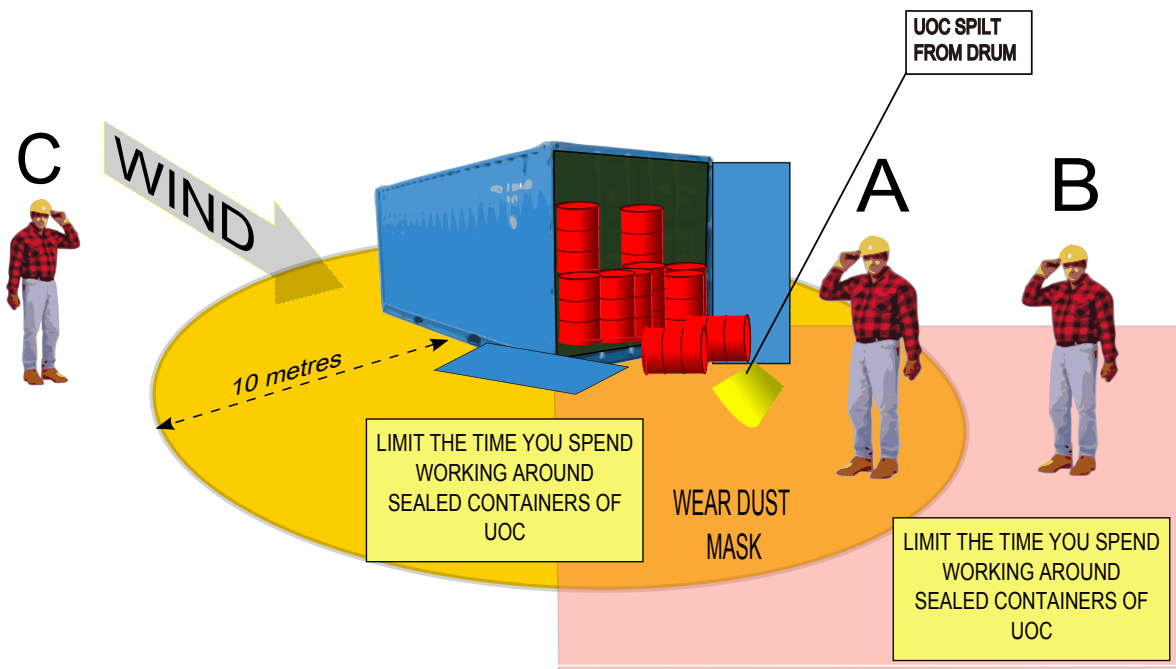 UOC SPILT
FROM DRUM
C
WIND
A
B
10 metres
LIMIT THE TIME YOU SPEND
WORKING AROUND
SEALED CONTAINERS OF
UOC
WEAR DUST
MASK
LIMIT THE TIME YOU SPEND
WORKING AROUND
SEALED CONTAINERS OF
UOC